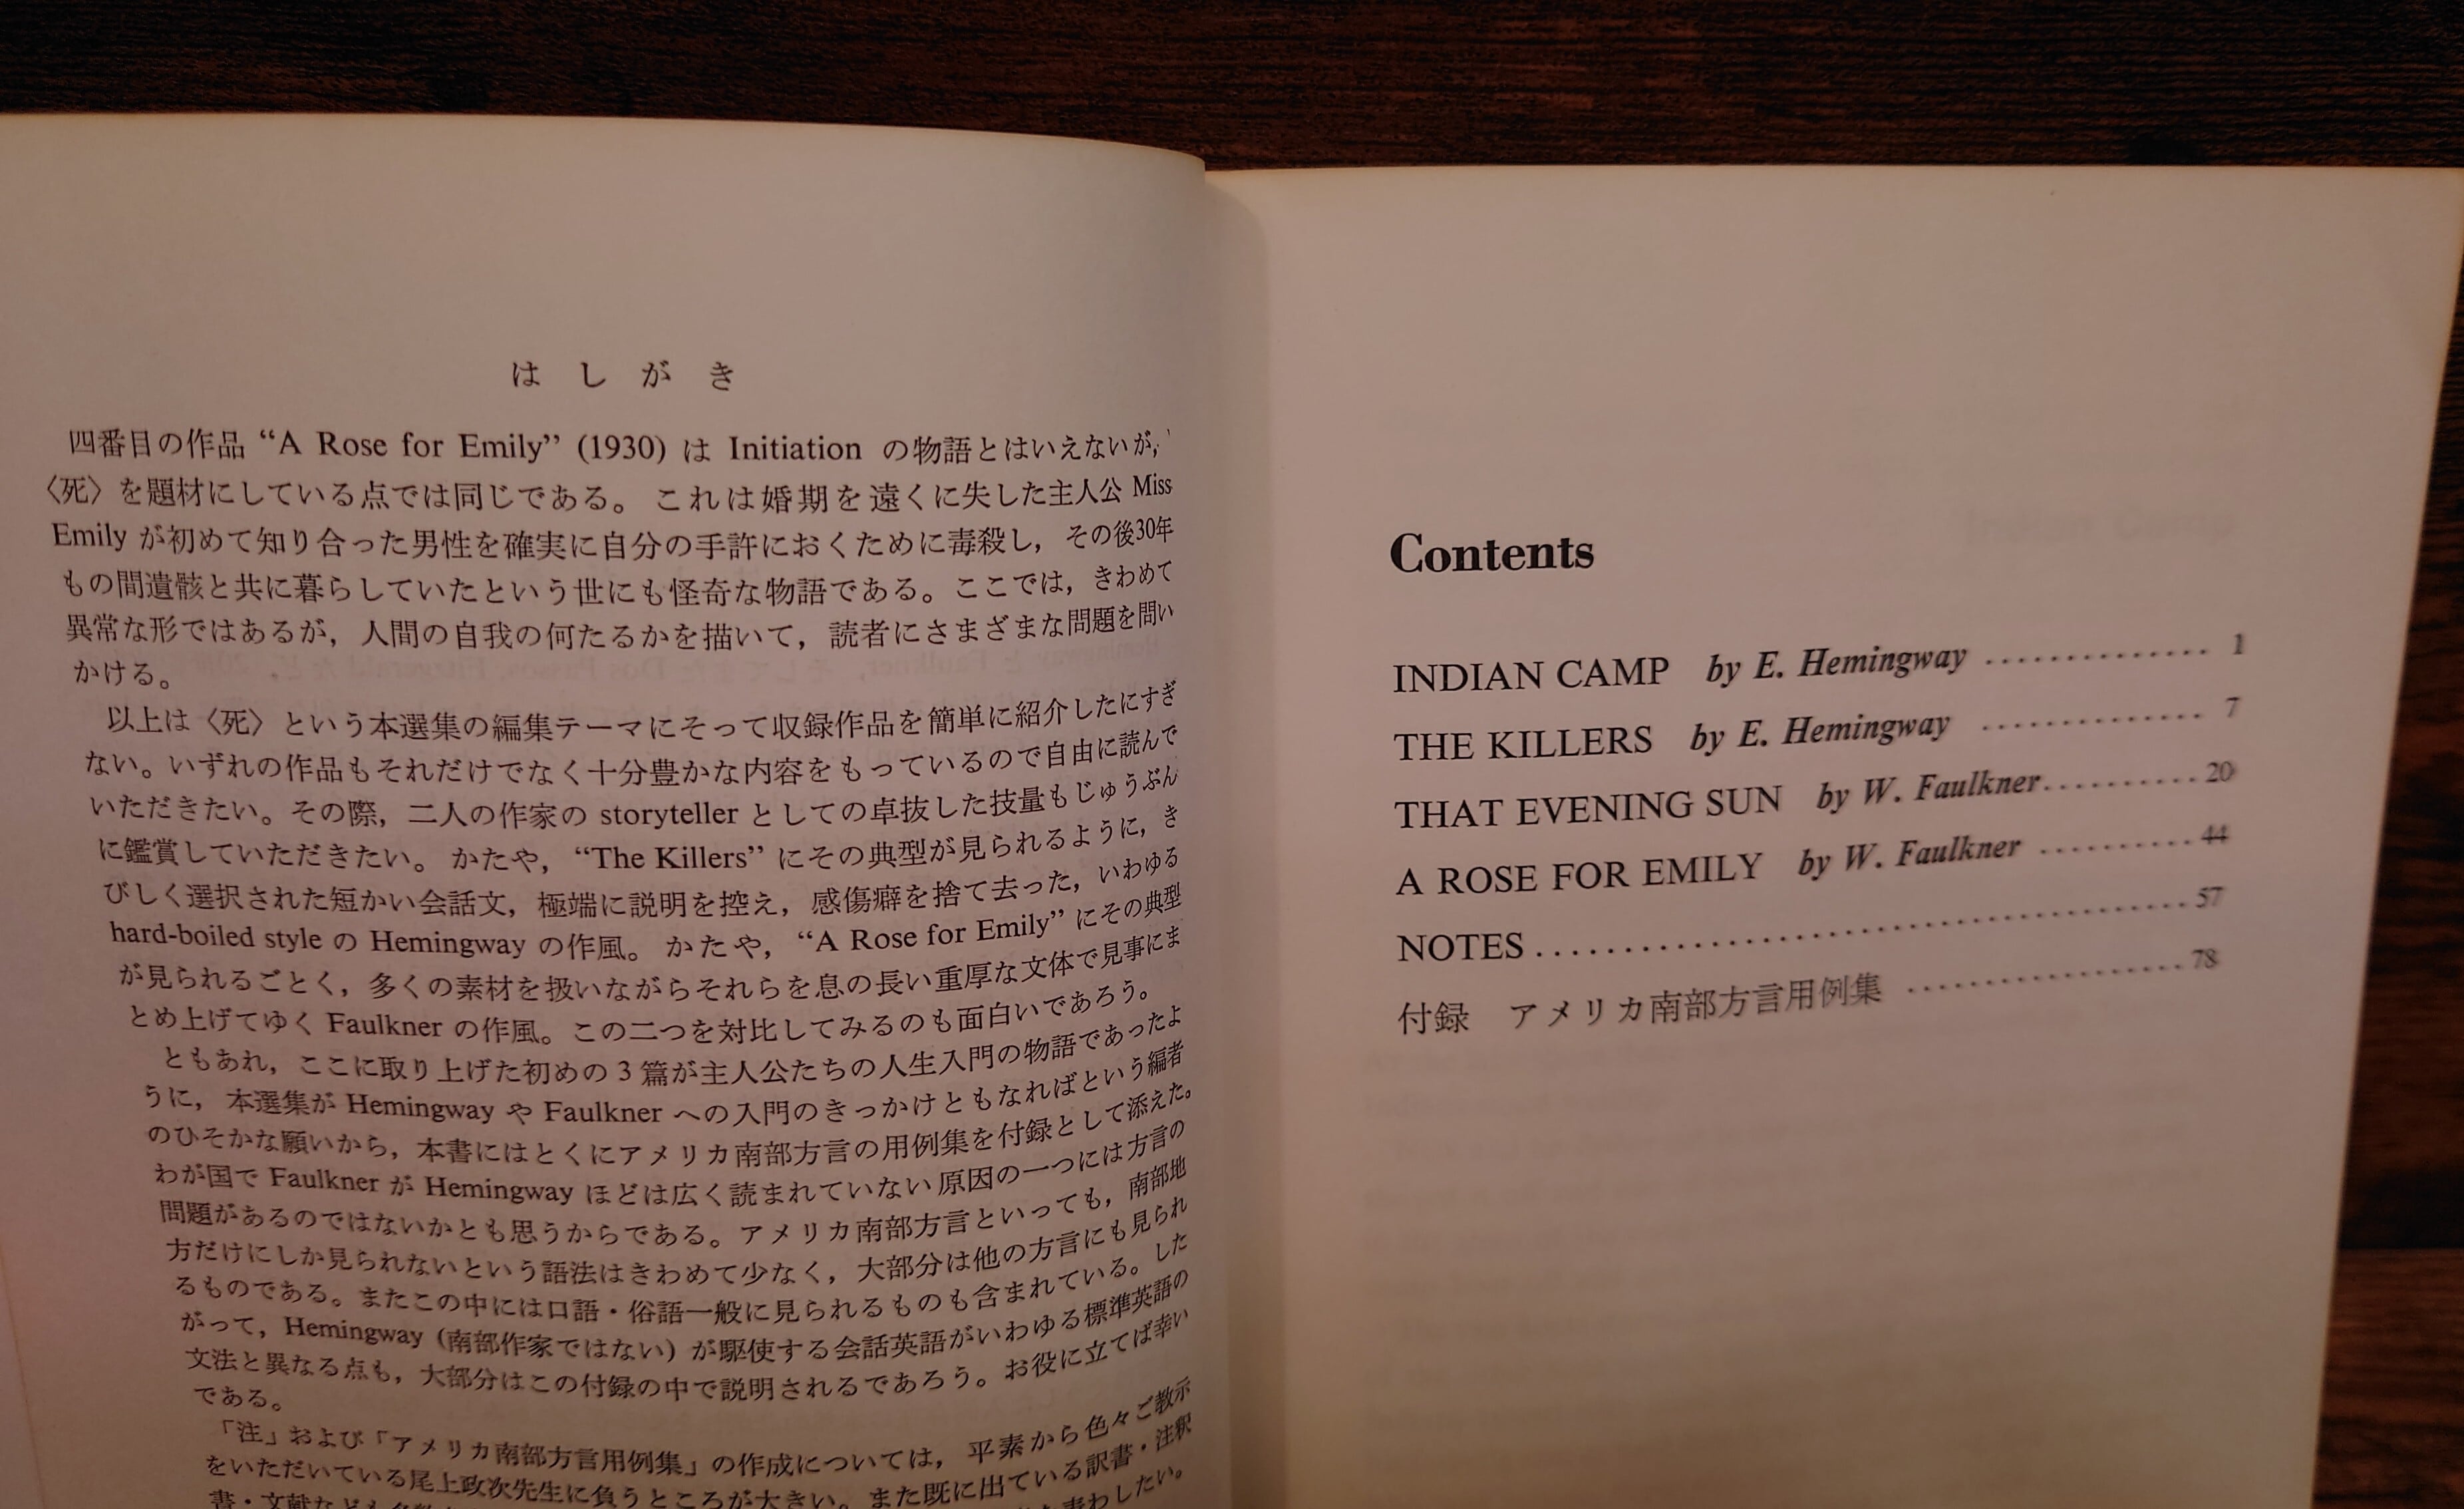 はしがき
四番目の作品 “A Rose for Emily” (1930) は Initiation の物語とはいえないが,
〈死〉を題材にしている点では同じである。これは婚期を遠くに失した主人公 Miss
Emily が初めて知り合った男性を確実に自分の手許におくために毒殺し, その後30年
もの間遺骸と共に暮らしていたという世にも怪奇な物語である。ここでは, きわめて
異常な形ではあるが, 人間の自我の何たるかを描いて, 読者にさまざまな問題を問い
かける。
以上は〈死〉という本選集の編集テーマにそって収録作品を簡単に紹介したにすぎ
ない。いずれの作品もそれだけでなく十分豊かな内容をもっているので自由に読んで
いただきたい。その際, 二人の作家の storyteller としての卓抜した技量もじゅうぶん
に鑑賞していただきたい。かたや, “The Killers” にその典型が見られるように, き
びしく選択された短かい会話文, 極端に説明を控え, 感傷癖を捨て去った, いわゆる
hard-boiled style の Hemingway の作風。かたや, “A Rose for Emily” にその典型
が見られるごとく, 多くの素材を扱いながらそれらを息の長い重厚な文体で見事にま
とめ上げてゆく Faulkner の作風。この二つを対比してみるのも面白いであろう。
ともあれ, ここに取り上げた初めの 3 篇が主人公たちの人生入門の物語であったよ
うに, 本選集が Hemingway や Faulkner への入門のきっかけともなればという編者
のひそかな願いから, 本書にはとくにアメリカ南部方言の用例集を付録として添えた。
わが国で Faulkner が Hemingway ほどは広く読まれていない原因の一つには方言の
問題があるのではないかとも思うからである。アメリカ南部方言といっても, 南部地
方だけにしか見られないという語法はきわめて少なく, 大部分は他の方言にも見られ
るものである。またこの中には口語・俗語一般に見られるものも含まれている。した
がって, Hemingway (南部作家ではない) が駆使する会話英語がいわゆる標準英語の
文法と異なる点も, 大部分はこの付録の中で説明されるであろう。お役に立てば幸い
である。
「注」および「アメリカ南部方言用例集」の作成については, 平素から色々ご教示
をいただいている尾上政次先生に負うところが大きい。また既に出ている訳書・注釈
書・文献なども
Contents
INDIAN CAMP by E. Hemingway .............. 1
THE KILLERS by E. Hemingway .............. 7
THAT EVENING SUN by W. Faulkner.......... 20
A ROSE FOR EMILY by W. Faulkner .......... 44
NOTES ................................ 57
付録 アメリカ南部方言用例集 .............. 78